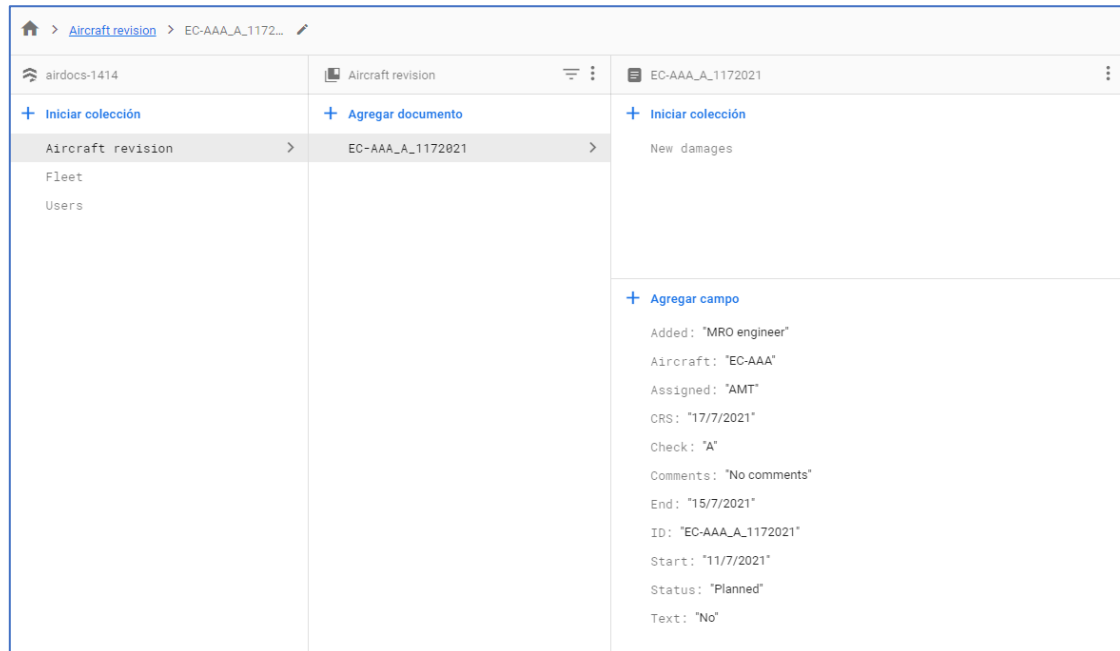 Aircraft revision > EC-AAA_A_1172...
airdocs-1414
Aircraft revision
EC-AAA_A_1172021
+ Iniciar colección
Aircraft revision
Fleet
Users
+ Agregar documento
EC-AAA_A_1172021
+ Iniciar colección
New damages
+ Agregar campo
Added: "MRO engineer"
Aircraft: "EC-AAA"
Assigned: "AMT"
CRS: "17/7/2021"
Check: "A"
Comments: "No comments"
End: "15/7/2021"
ID: "EC-AAA_A_1172021"
Start: "11/7/2021"
Status: "Planned"
Text: "No"